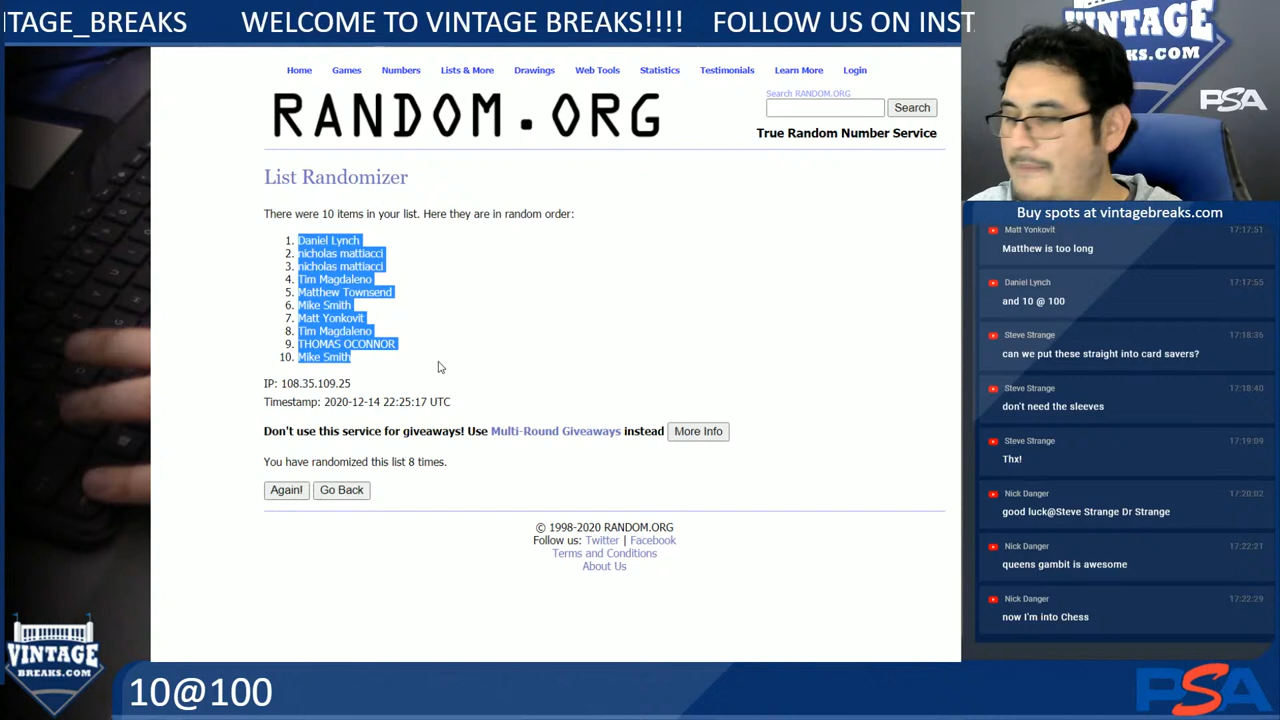 TAGE_BREAKS WELCOME TO VINTAGE BREAKS!!!! FOLLOW US ON INST
VINTAGE
BREAKS.COM
PSA
Home Games Numbers Lists & More Drawings Web Tools Statistics Testimonials Learn More Login
Search RANDOM.ORG
RANDOM.ORG
Search
True Random Number Service
List Randomizer
There were 10 items in your list. Here they are in random order:
1. Daniel Lynch
2. nicholas mattiacci
3. nicholas mattiacci
4. Tim Magdaleno
5. Matthew Townsend
6. Mike Smith
7. Matt Yonkovit
8. Tim Magdaleno
9. THOMAS OCONNOR
10. Mike Smith
IP: 108.35.109.25
Timestamp: 2020-12-14 22:25:17 UTC
Don't use this service for giveaways! Use Multi-Round Giveaways instead More Info
You have randomized this list 8 times.
Again! Go Back
© 1998-2020 RANDOM.ORG
Follow us: Twitter | Facebook
Terms and Conditions
About Us
Buy spots at vintagebreaks.com
Matt Yonkovit 17:17:51
Matthew is too long
Daniel Lynch 17:17:55
and 10 @ 100
Steve Strange 17:18:36
can we put these straight into card savers?
Steve Strange 17:18:40
don't need the sleeves
Steve Strange 17:19:09
Thx!
Nick Danger 17:20:02
good luck@Steve Strange Dr Strange
Nick Danger 17:22:21
queens gambit is awesome
Nick Danger 17:22:29
now I'm into Chess
VINTAGE
BREAKS.COM
10@100
PSA